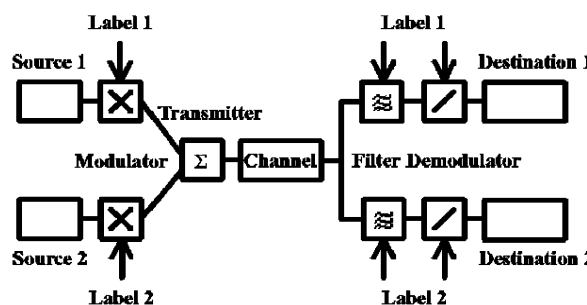 Label 1
Label 1
Source 1
Destination 1
Transmitter
Modulator
Σ
Channel
Filter Demodulator
Source 2
Destination 2
Label 2
Label 2